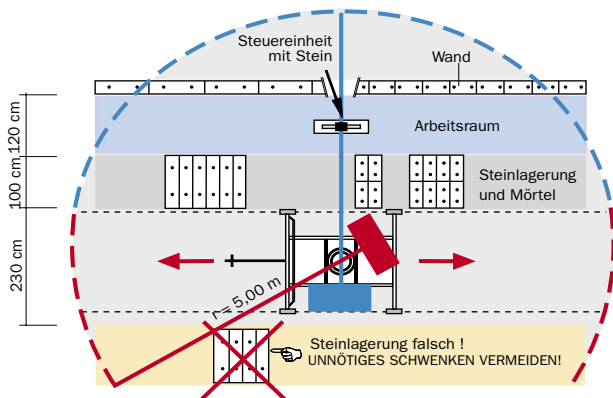 Steuereinheit
mit Stein
Wand
120 cm
Arbeitsraum
100 cm
Steinlagerung
und Mörtel
230 cm
r = 5,00 m
Steinlagerung falsch !
UNNÖTIGES SCHWENKEN VERMEIDEN!